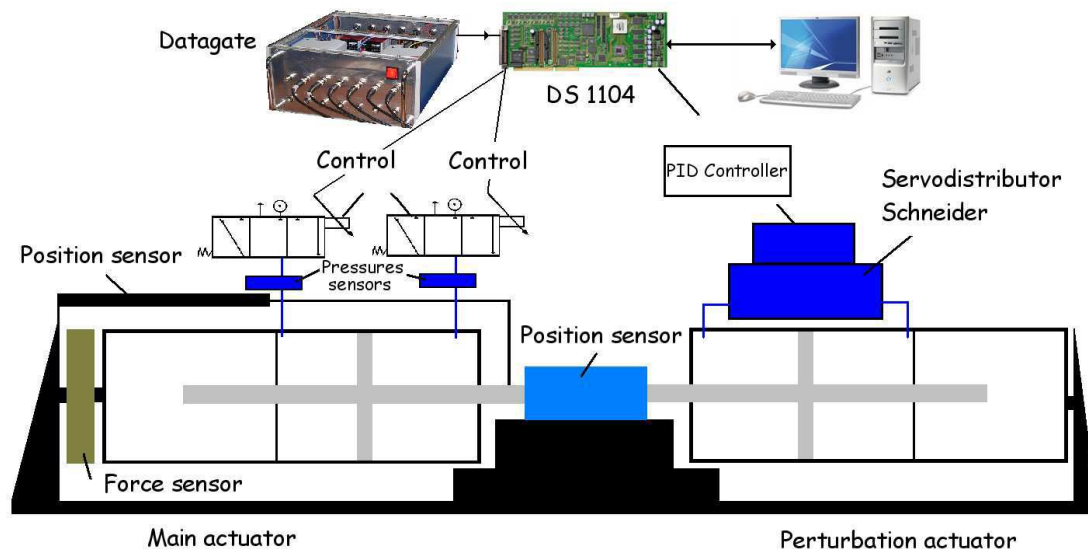 Datagate
DS 1104
Control
Control
PID Controller
Servodistributor
Schneider
Position sensor
Pressures
sensors
Position sensor
Force sensor
Main actuator
Perturbation actuator